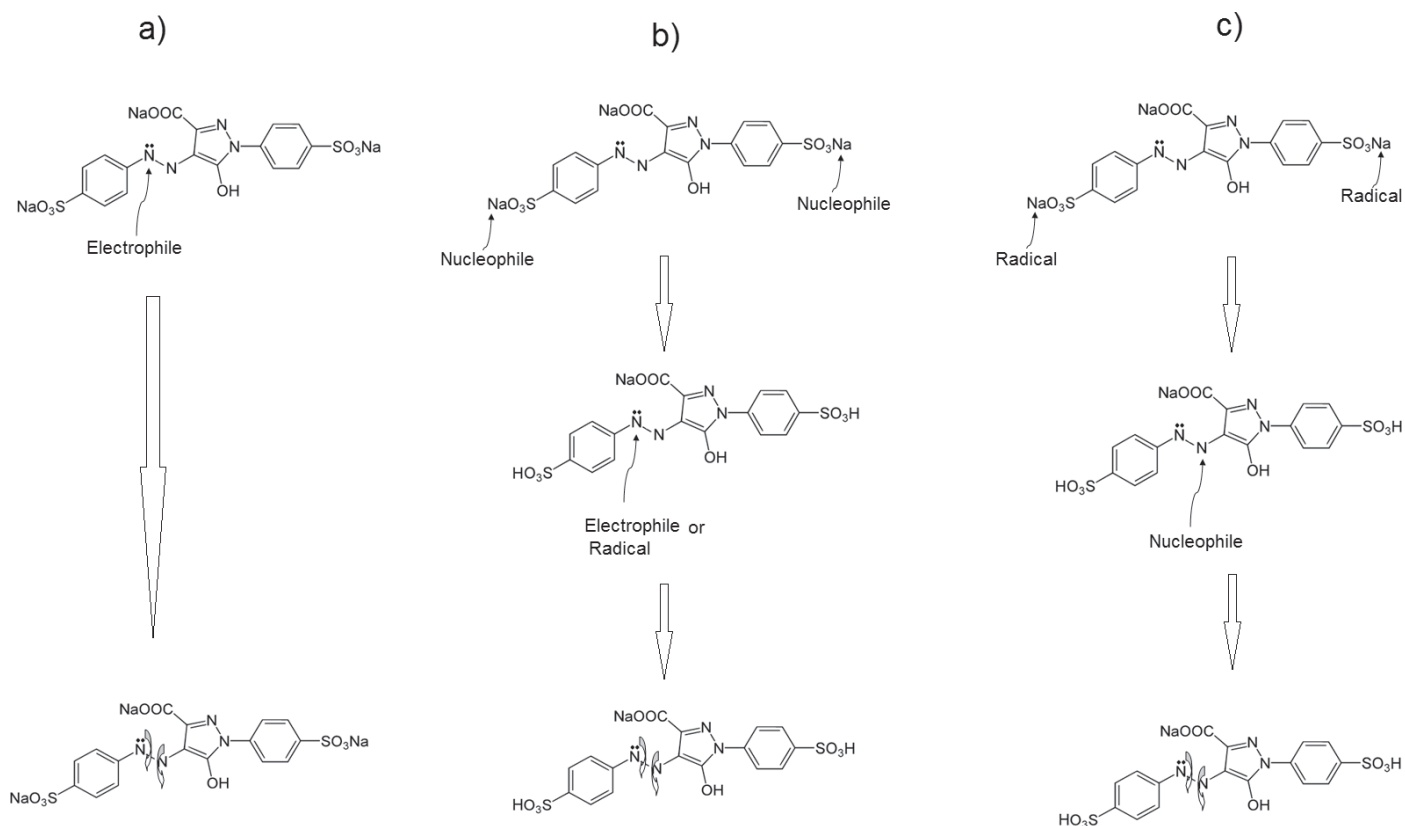 a)
NaOOC
N
N
N
N
SO₃Na
OH
NaO₃S
Electrophile
NaOOC
N
N
N
N
SO₃Na
OH
NaO₃S
b)
NaOOC
N
N
N
N
SO₃Na
OH
NaO₃S
Nucleophile
Nucleophile
NaOOC
N
N
N
N
SO₃H
OH
HO₃S
Electrophile or
Radical
NaOOC
N
N
N
N
SO₃H
OH
HO₃S
c)
NaOOC
N
N
N
N
SO₃Na
OH
NaO₃S
Radical
Radical
NaOOC
N
N
N
N
SO₃H
OH
HO₃S
Nucleophile
NaOOC
N
N
N
N
SO₃H
OH
HO₃S